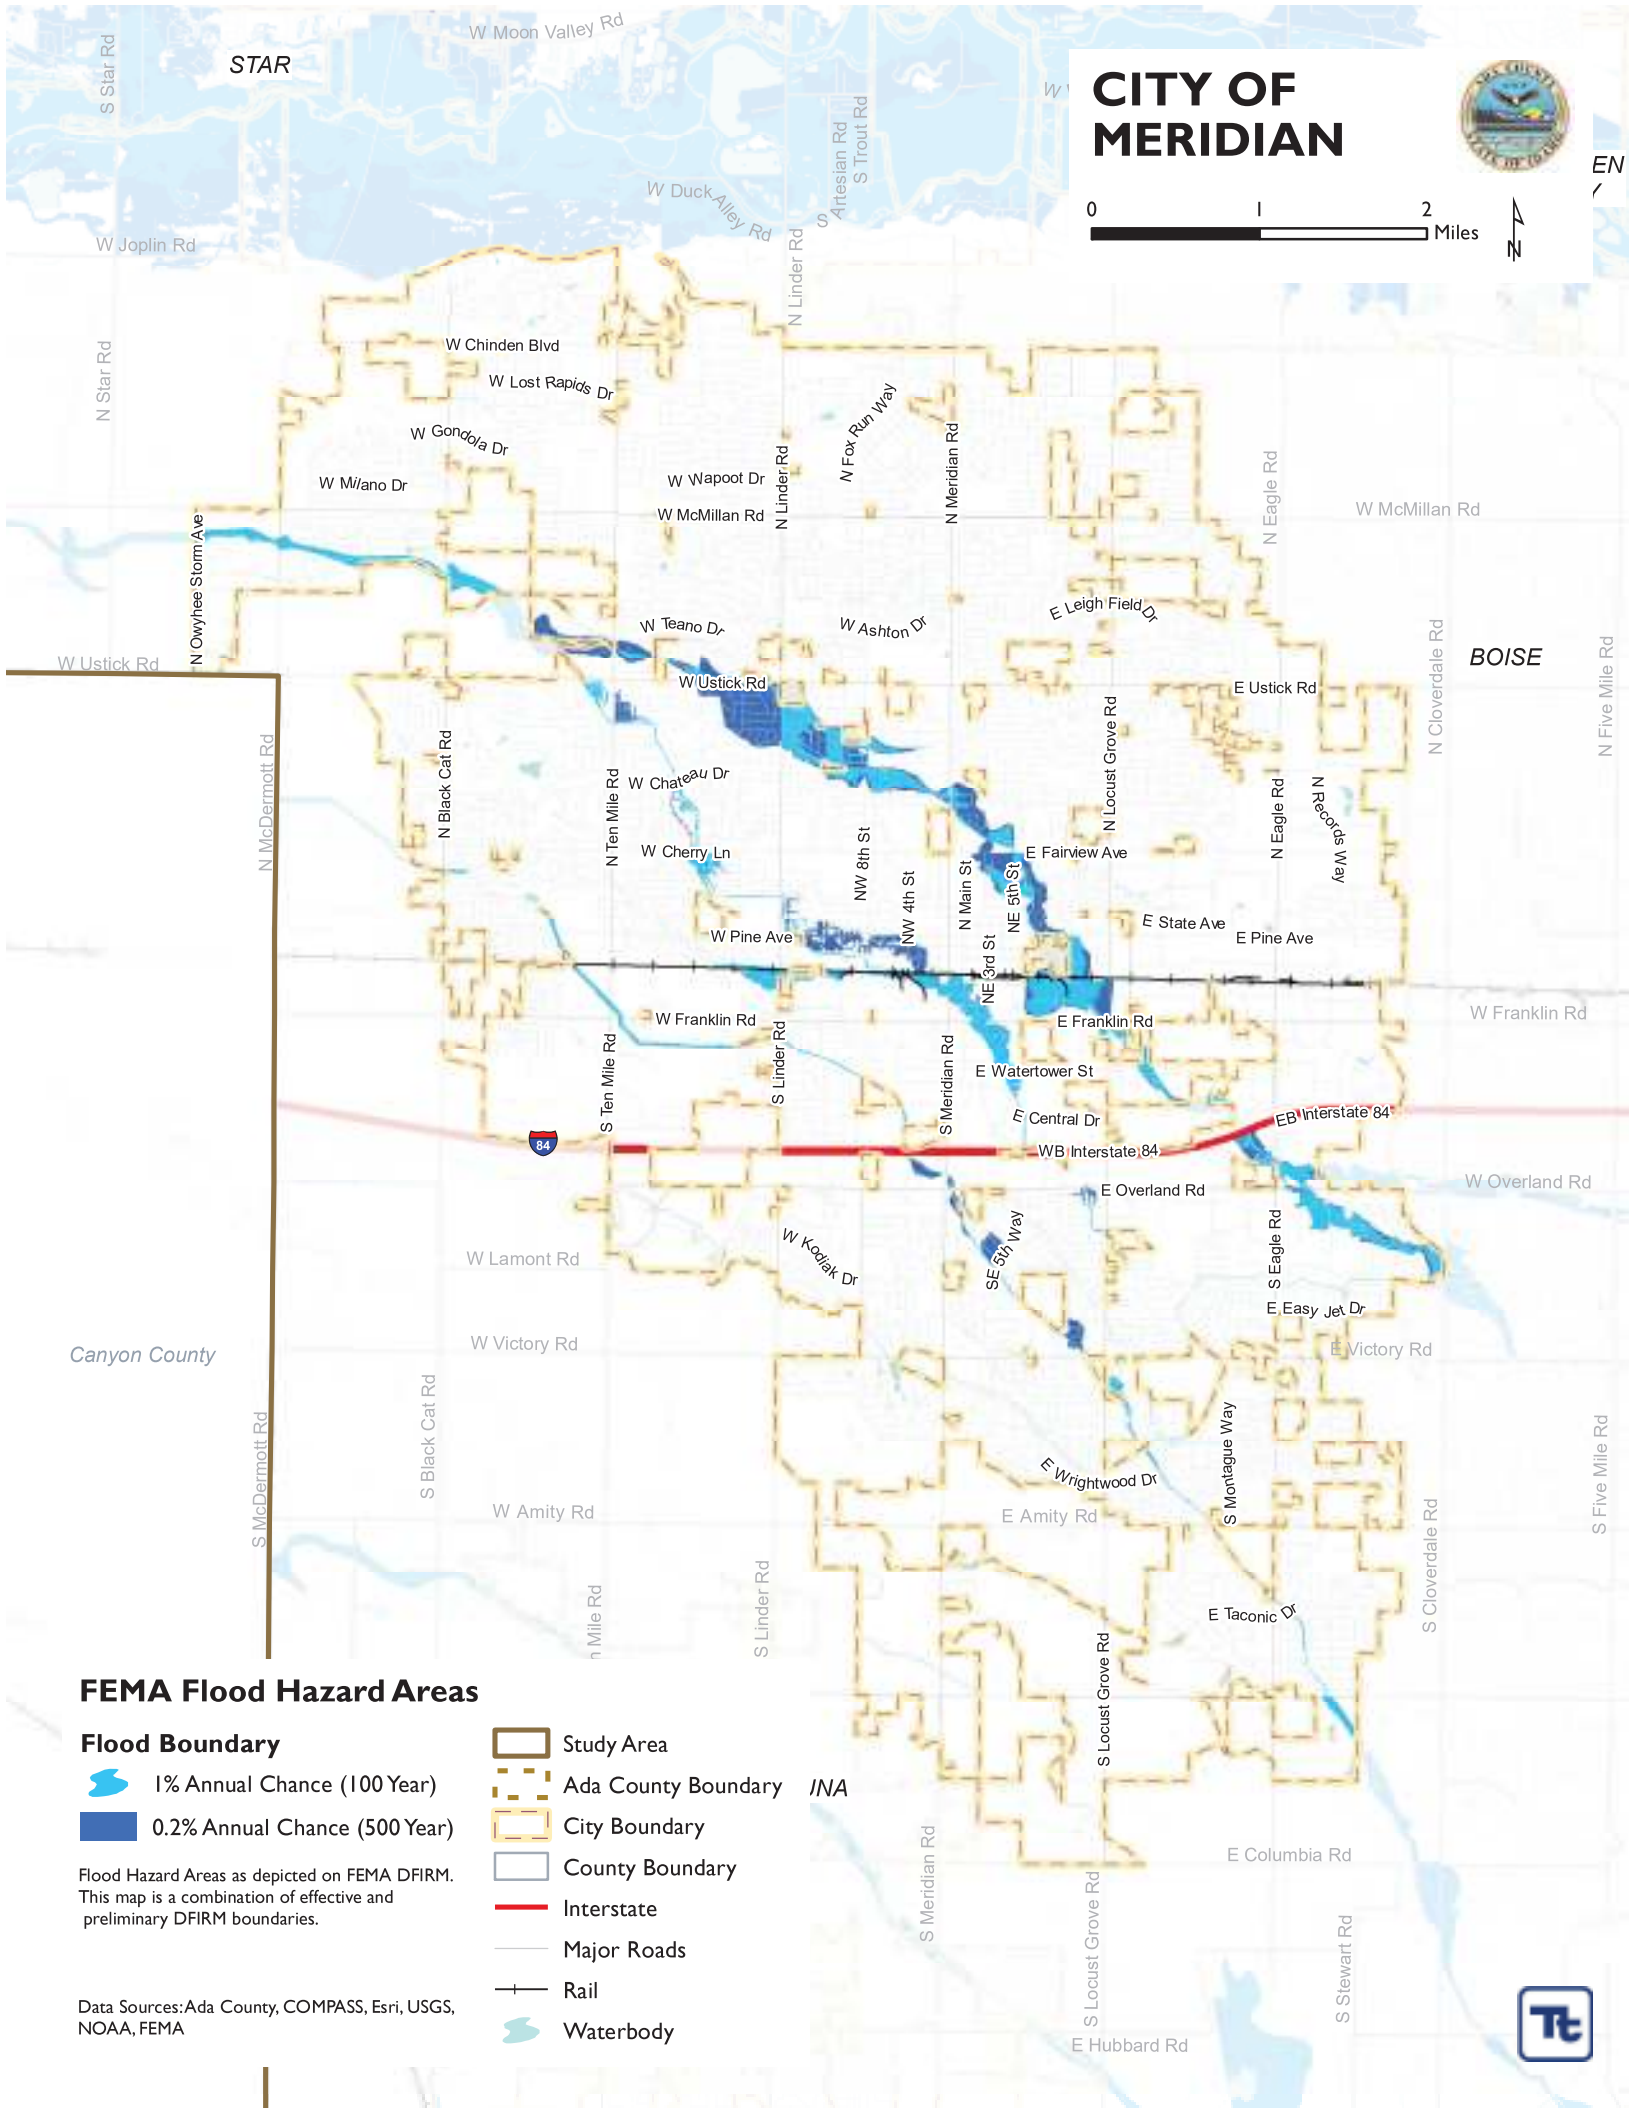 W Moon Valley Rd
STAR
S Star Rd
CITY OF
MERIDIAN
ADA COUNTY
STATE OF IDAHO
0 1 2
Miles
N
EN
S Artesian Rd
S Trout Rd
W Duck Alley Rd
W Joplin Rd
N Linder Rd
N Star Rd
W Chinden Blvd
W Lost Rapids Dr
W Gondola Dr
W Milano Dr
N Fox Run Way
N Meridian Rd
N Linder Rd
W Wapoot Dr
W McMillan Rd
N Eagle Rd
W McMillan Rd
N Owyhee Storm Ave
W Teano Dr
W Ashton Dr
E Leigh Field Dr
W Ustick Rd
W Ustick Rd
E Ustick Rd
BOISE
N Cloverdale Rd
N Five Mile Rd
N McDermott Rd
N Black Cat Rd
N Ten Mile Rd
W Chateau Dr
N Locust Grove Rd
N Eagle Rd
N Records Way
W Cherry Ln
NW 8th St
NW 4th St
N Main St
NE 5th St
E Fairview Ave
E State Ave
W Pine Ave
E Pine Ave
NE 3rd St
W Franklin Rd
E Franklin Rd
W Franklin Rd
S Ten Mile Rd
S Linder Rd
S Meridian Rd
E Watertower St
E Central Dr
EB Interstate 84
84
WB Interstate 84
E Overland Rd
W Overland Rd
W Lamont Rd
W Kodiak Dr
SE 5th Way
S Eagle Rd
E Easy Jet Dr
W Victory Rd
E Victory Rd
Canyon County
S McDermott Rd
S Black Cat Rd
E Wrightwood Dr
S Montague Way
S Five Mile Rd
W Amity Rd
E Amity Rd
S Cloverdale Rd
n Mile Rd
S Linder Rd
E Taconic Dr
S Locust Grove Rd
FEMA Flood Hazard Areas
Flood Boundary
1% Annual Chance (100 Year)
0.2% Annual Chance (500 Year)
Flood Hazard Areas as depicted on FEMA DFIRM.
This map is a combination of effective and
preliminary DFIRM boundaries.
Data Sources: Ada County, COMPASS, Esri, USGS,
NOAA, FEMA
Study Area
Ada County Boundary
City Boundary
County Boundary
Interstate
Major Roads
Rail
Waterbody
UNA
S Meridian Rd
E Columbia Rd
S Locust Grove Rd
S Stewart Rd
E Hubbard Rd
Tt